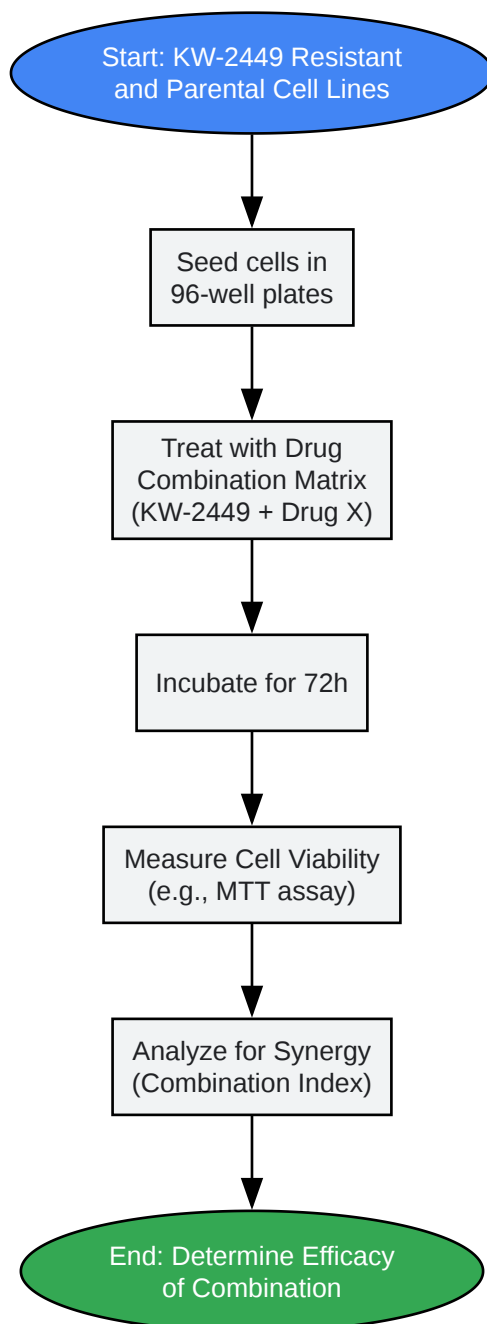 Start: KW-2449 Resistant
and Parental Cell Lines
Seed cells in
96-well plates
Treat with Drug
Combination Matrix
(KW-2449 + Drug X)
Incubate for 72h
Measure Cell Viability
(e.g., MTT assay)
Analyze for Synergy
(Combination Index)
End: Determine Efficacy
of Combination